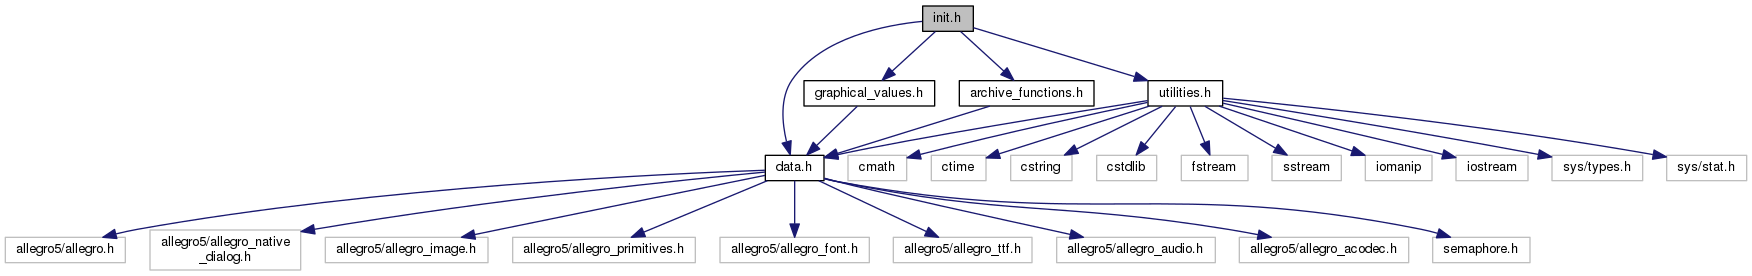 init.h
graphical_values.h
archive_functions.h
utilities.h
data.h
cmath
ctime
cstring
cstdlib
fstream
sstream
iomanip
iostream
sys/types.h
sys/stat.h
allegro5/allegro.h
allegro5/allegro_native
_dialog.h
allegro5/allegro_image.h
allegro5/allegro_primitives.h
allegro5/allegro_font.h
allegro5/allegro_ttf.h
allegro5/allegro_audio.h
allegro5/allegro_acodec.h
semaphore.h